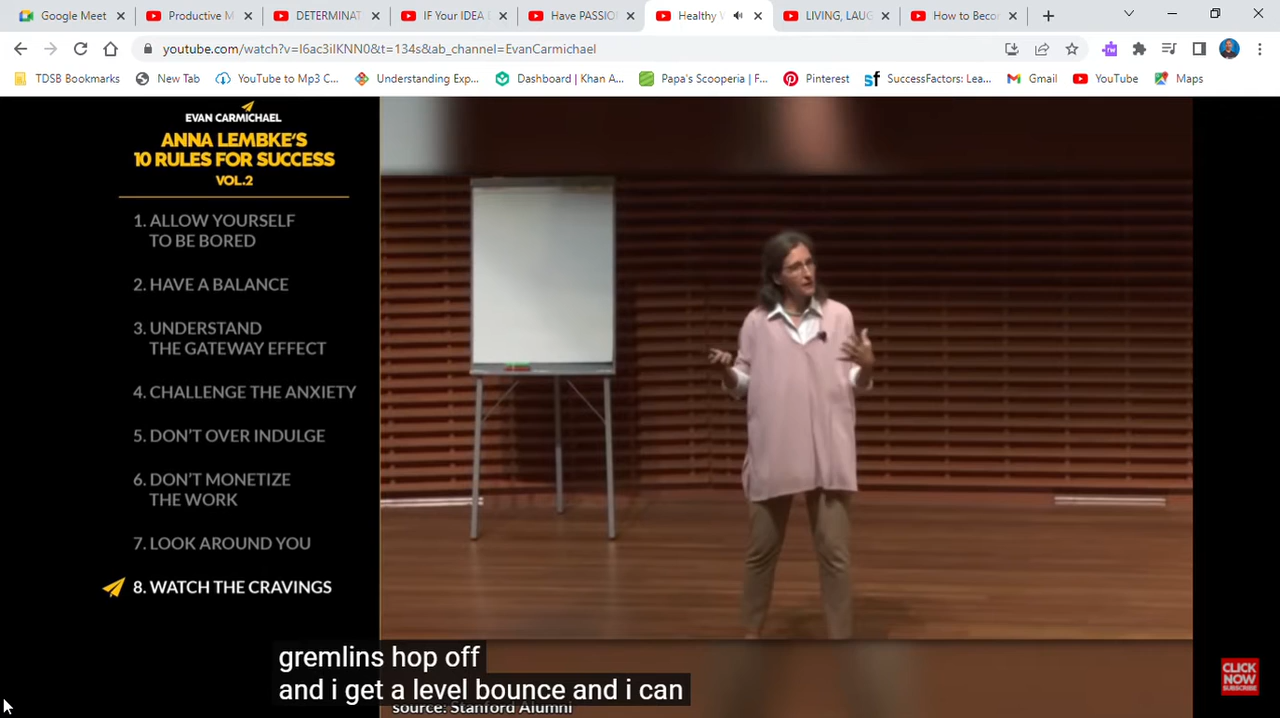 Google Meet
Productive M
DETERMINAT
IF Your IDEA D
Have PASSION
Healthy W
LIVING, LAUG
How to Becor
youtube.com/watch?v=I6ac3iIKNN0&t=134s&ab_channel=EvanCarmichael
TDSB Bookmarks
New Tab
YouTube to Mp3 C...
Understanding Exp...
Dashboard | Khan A...
Papa's Scooperia | F...
Pinterest
SuccessFactors: Lea...
Gmail
YouTube
Maps
EVAN CARMICHAEL
ANNA LEMBKE'S
10 RULES FOR SUCCESS
VOL.2
1. ALLOW YOURSELF
TO BE BORED
2. HAVE A BALANCE
3. UNDERSTAND
THE GATEWAY EFFECT
4. CHALLENGE THE ANXIETY
5. DON'T OVER INDULGE
6. DON'T MONETIZE
THE WORK
7. LOOK AROUND YOU
8. WATCH THE CRAVINGS
gremlins hop off
and i get a level bounce and i can
source: Stanford Alumni
CLICK
NOW
SUBSCRIBE